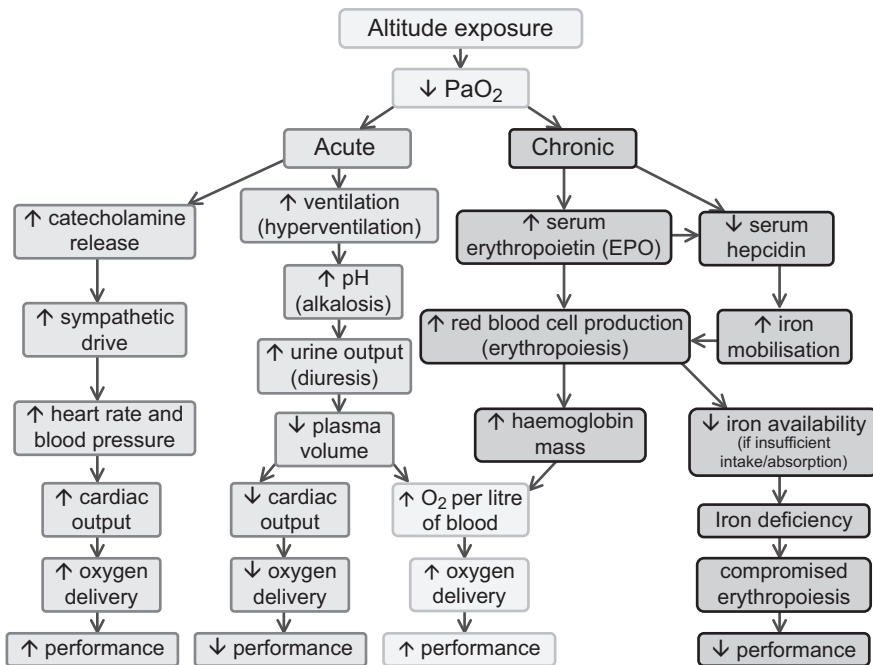 Altitude exposure
↓ PaO₂
Acute
Chronic
↑ catecholamine
release
↑ ventilation
(hyperventilation)
↑ serum
erythropoietin (EPO)
↓ serum
hepcidin
↑ pH
(alkalosis)
↑ sympathetic
drive
↑ urine output
(diuresis)
↑ red blood cell production
(erythropoiesis)
↑ iron
mobilisation
↑ heart rate and
blood pressure
↓ plasma
volume
↑ haemoglobin
mass
↓ iron availability
(if insufficient
intake/absorption)
↑ cardiac
output
↓ cardiac
output
↑ O₂ per litre
of blood
Iron deficiency
↑ oxygen
delivery
↓ oxygen
delivery
↑ oxygen
delivery
compromised
erythropoiesis
↑ performance
↓ performance
↑ performance
↓ performance